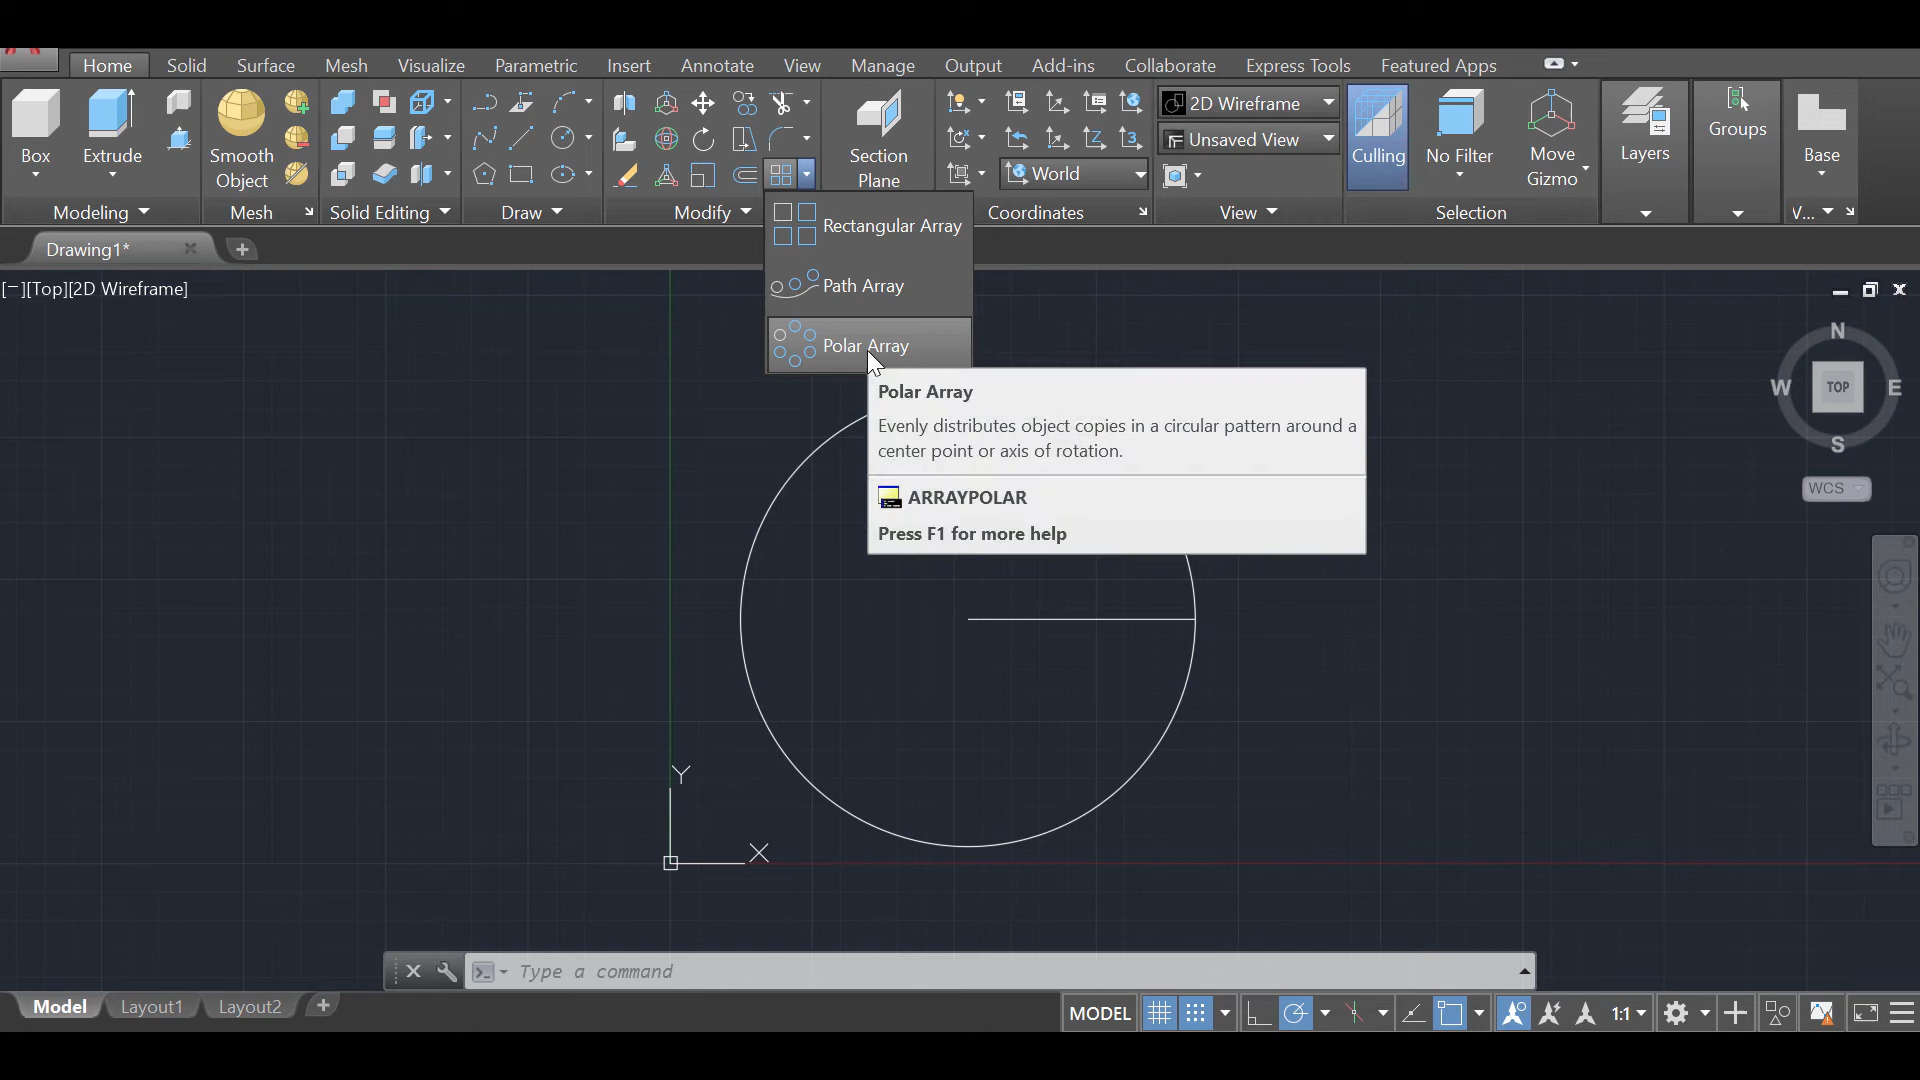 Home Solid Surface Mesh Visualize Parametric Insert Annotate View Manage Output Add-ins Collaborate Express Tools Featured Apps
Box
Extrude
Smooth
Object
Section
Plane
2D Wireframe
Unsaved View
World
Culling
No Filter
Move
Gizmo
Layers
Groups
Base
Modeling
Mesh
Solid Editing
Draw
Modify
Coordinates
View
Selection
V...
Drawing1*
Rectangular Array
Path Array
Polar Array
[−][Top][2D Wireframe]
Polar Array
Evenly distributes object copies in a circular pattern around a
center point or axis of rotation.
ARRAYPOLAR
Press F1 for more help
N
W TOP E
S
WCS
Y
X
Type a command
Model Layout1 Layout2
MODEL 1:1